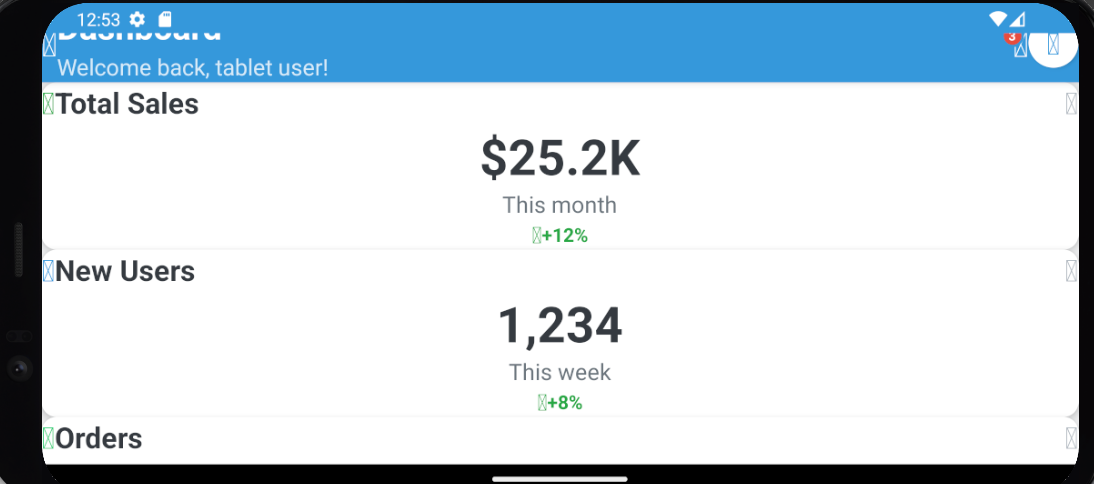 12:53
Dashboard
3
Welcome back, tablet user!
Total Sales
$25.2K
This month
+12%
New Users
1,234
This week
+8%
Orders